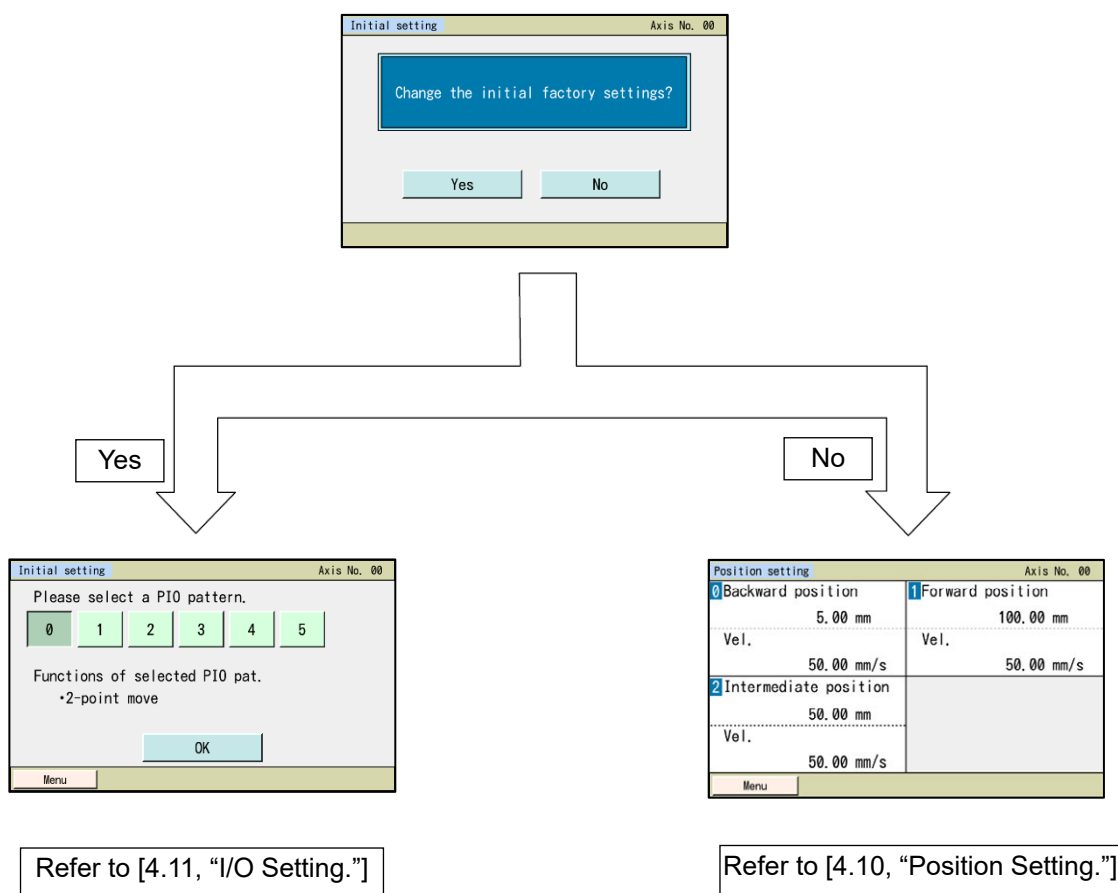 Initial setting Axis No. 00
Change the initial factory settings?
Yes No
Yes No
Initial setting Axis No. 00
Please select a PIO pattern.
0 1 2 3 4 5
Functions of selected PIO pat.
•2-point move
OK
Menu
Refer to [4.11, “I/O Setting.”]
Position setting Axis No. 00
0 Backward position 1 Forward position
5.00 mm 100.00 mm
Vel. Vel.
50.00 mm/s 50.00 mm/s
2 Intermediate position
50.00 mm
Vel.
50.00 mm/s
Menu
Refer to [4.10, “Position Setting.”]